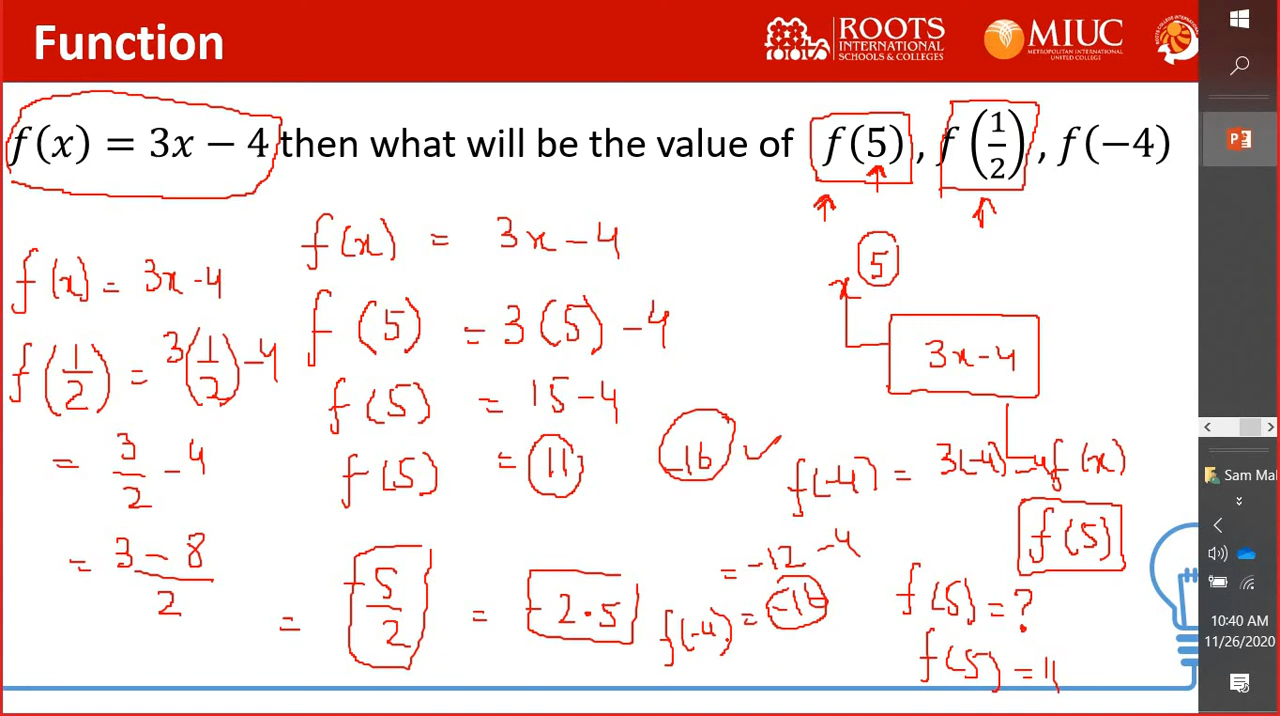 Function
ROOTS
INTERNATIONAL
SCHOOLS & COLLEGES
MIUC
METROPOLITAN INTERNATIONAL
UNITED COLLEGE
f(x) = 3x − 4 then what will be the value of f(5), f(1/2), f(−4)
f(x) = 3x - 4
f(1/2) = 3(1/2) - 4
= 3/2 - 4
= (3 - 8)/2
= -5/2 = -2.5
f(x) = 3x - 4
f(5) = 3(5) - 4
f(5) = 15 - 4
f(5) = 11
-16
5
x
3x - 4
f(x)
f(5)
f(-4) = 3(-4) - 4
= -12 - 4
f(-4) = -16
f(5) = ?
f(5) = 11
Sam Mal
10:40 AM
11/26/2020